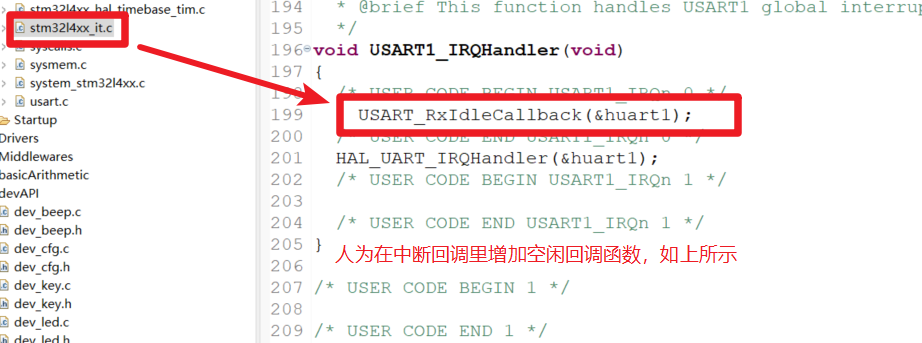 stm32l4xx_hal_timebase_tim.c
stm32l4xx_it.c
syscalls.c
sysmem.c
system_stm32l4xx.c
usart.c
Startup
Drivers
Middlewares
basicArithmetic
devAPI
dev_beep.c
dev_beep.h
dev_cfg.c
dev_cfg.h
dev_key.c
dev_key.h
dev_led.c
dev_led.h
194 * @brief This function handles USART1 global interrup
195 */
196 void USART1_IRQHandler(void)
197 {
198 /* USER CODE BEGIN USART1_IRQn 0 */
199 USART_RxIdleCallback(&huart1);
200 /* USER CODE END USART1_IRQn 0 */
201 HAL_UART_IRQHandler(&huart1);
202 /* USER CODE BEGIN USART1_IRQn 1 */
203
204 /* USER CODE END USART1_IRQn 1 */
205 }
人为在中断回调里增加空闲回调函数，如上所示
206
207 /* USER CODE BEGIN 1 */
208
209 /* USER CODE END 1 */